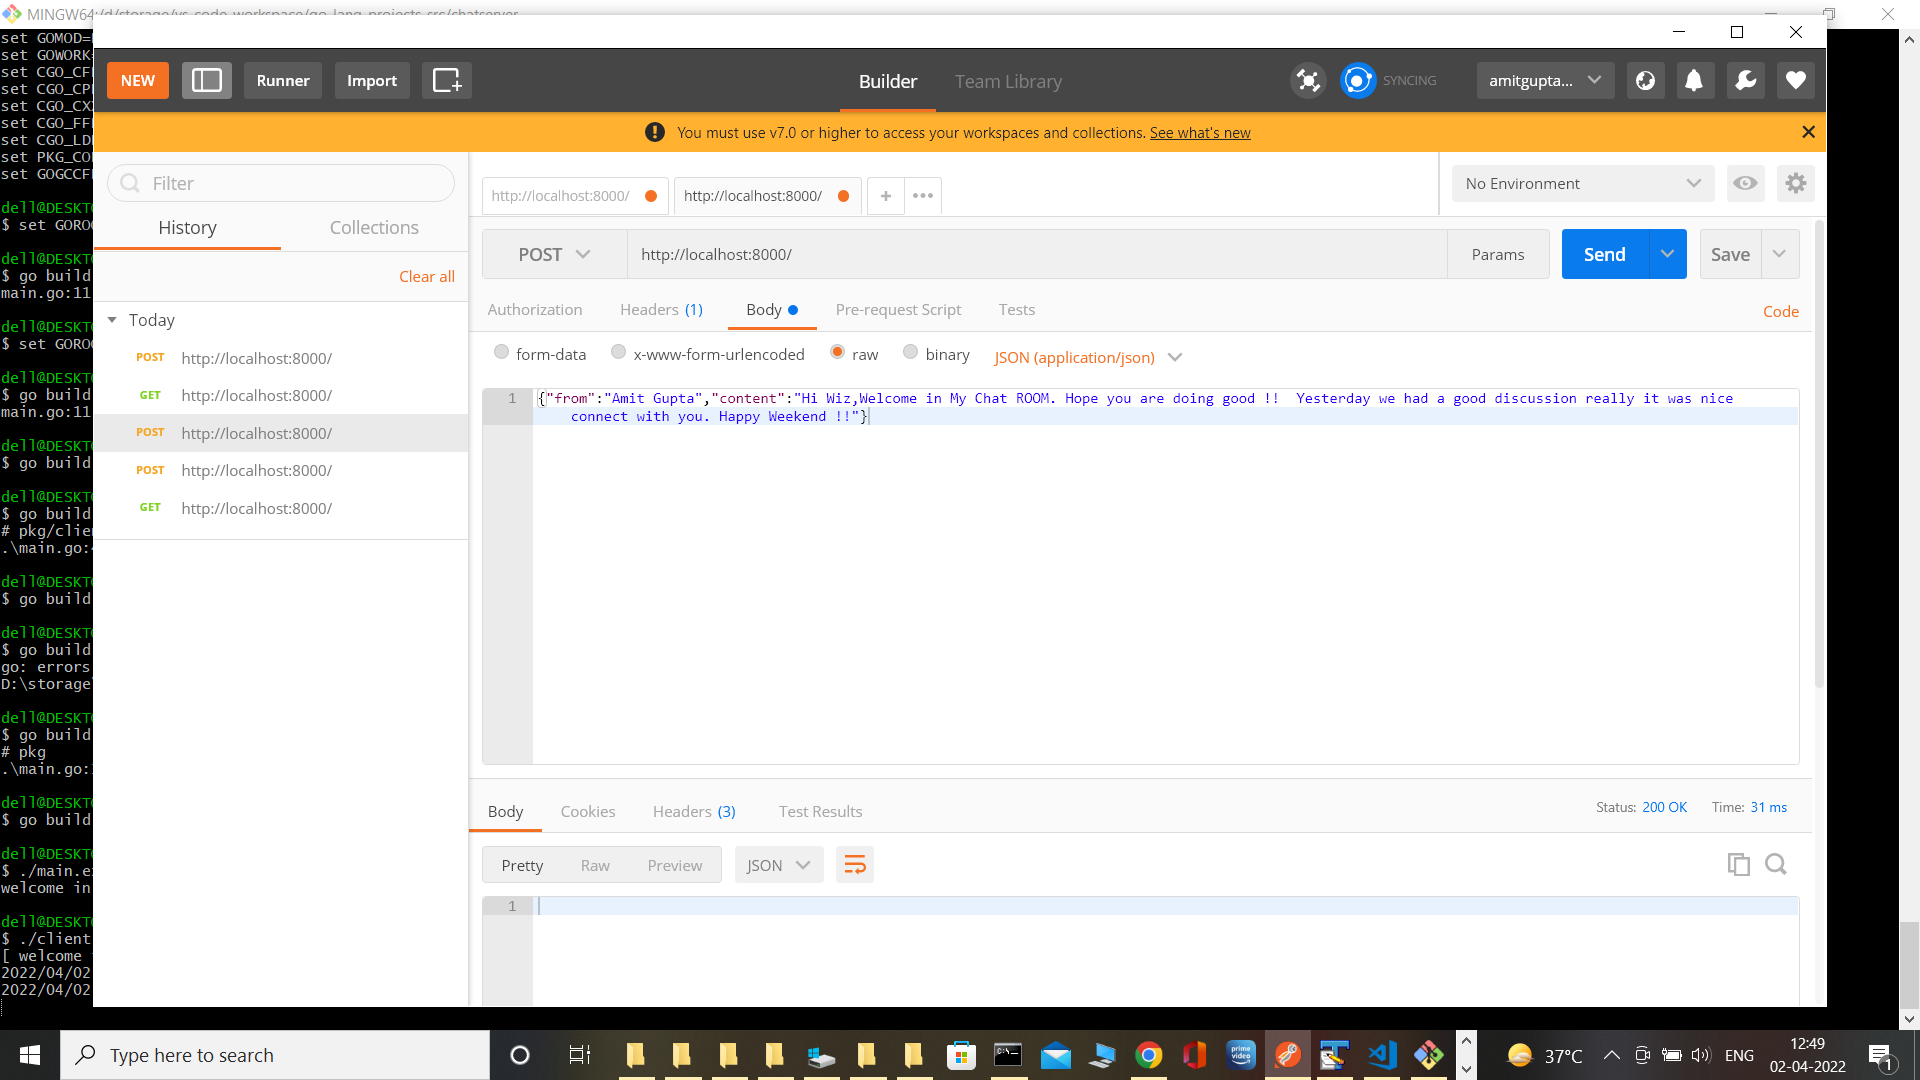 MINGW64:/d/storage/vs-code-workspace/go-lang-projects-crs/chatserver
set GOMOD=
set GOWORK=
set CGO_CF
set CGO_CP
set CGO_CX
set CGO_FF
set CGO_LD
set PKG_CO
set GOGCCF
dell@DESKT
$ set GORO
dell@DESKT
$ go build
main.go:11
dell@DESKT
$ set GORO
dell@DESKT
$ go build
main.go:11
dell@DESKT
$ go build
dell@DESKT
$ go build
# pkg/clie
.\main.go:
dell@DESKT
$ go build
dell@DESKT
$ go build
go: errors
D:\storage
dell@DESKT
$ go build
# pkg
.\main.go:
dell@DESKT
$ go build
dell@DESKT
$ ./main.e
welcome in
dell@DESKT
$ ./client
[ welcome
2022/04/02
2022/04/02
NEW
Runner
Import
Builder
Team Library
SYNCING
amitgupta...
You must use v7.0 or higher to access your workspaces and collections. See what's new
Filter
History
Collections
Clear all
Today
POST http://localhost:8000/
GET http://localhost:8000/
POST http://localhost:8000/
POST http://localhost:8000/
GET http://localhost:8000/
http://localhost:8000/
http://localhost:8000/
+
•••
No Environment
POST
http://localhost:8000/
Params
Send
Save
Authorization
Headers (1)
Body
Pre-request Script
Tests
Code
form-data
x-www-form-urlencoded
raw
binary
JSON (application/json)
1 {"from":"Amit Gupta","content":"Hi Wiz,Welcome in My Chat ROOM. Hope you are doing good !!  Yesterday we had a good discussion really it was nice
connect with you. Happy Weekend !!"}
Body
Cookies
Headers (3)
Test Results
Status: 200 OK
Time: 31 ms
Pretty
Raw
Preview
JSON
1
Type here to search
prime video
37°C
ENG
12:49
02-04-2022
1